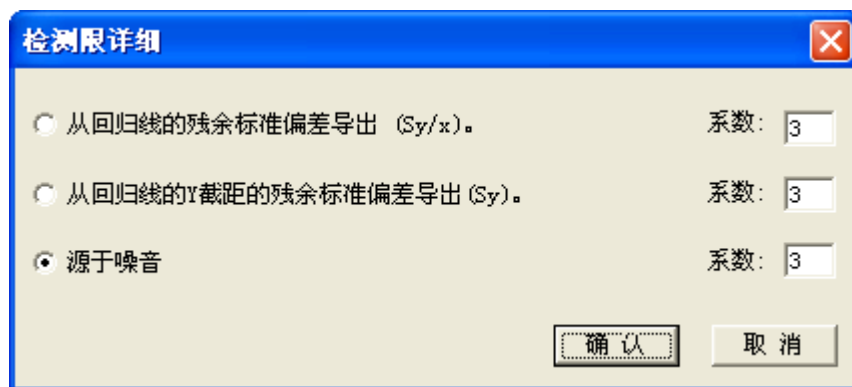 检测限详细
从回归线的残余标准偏差导出 (Sy/x)。 系数: 3
从回归线的Y截距的残余标准偏差导出(Sy)。 系数: 3
源于噪音 系数: 3
确认 取消